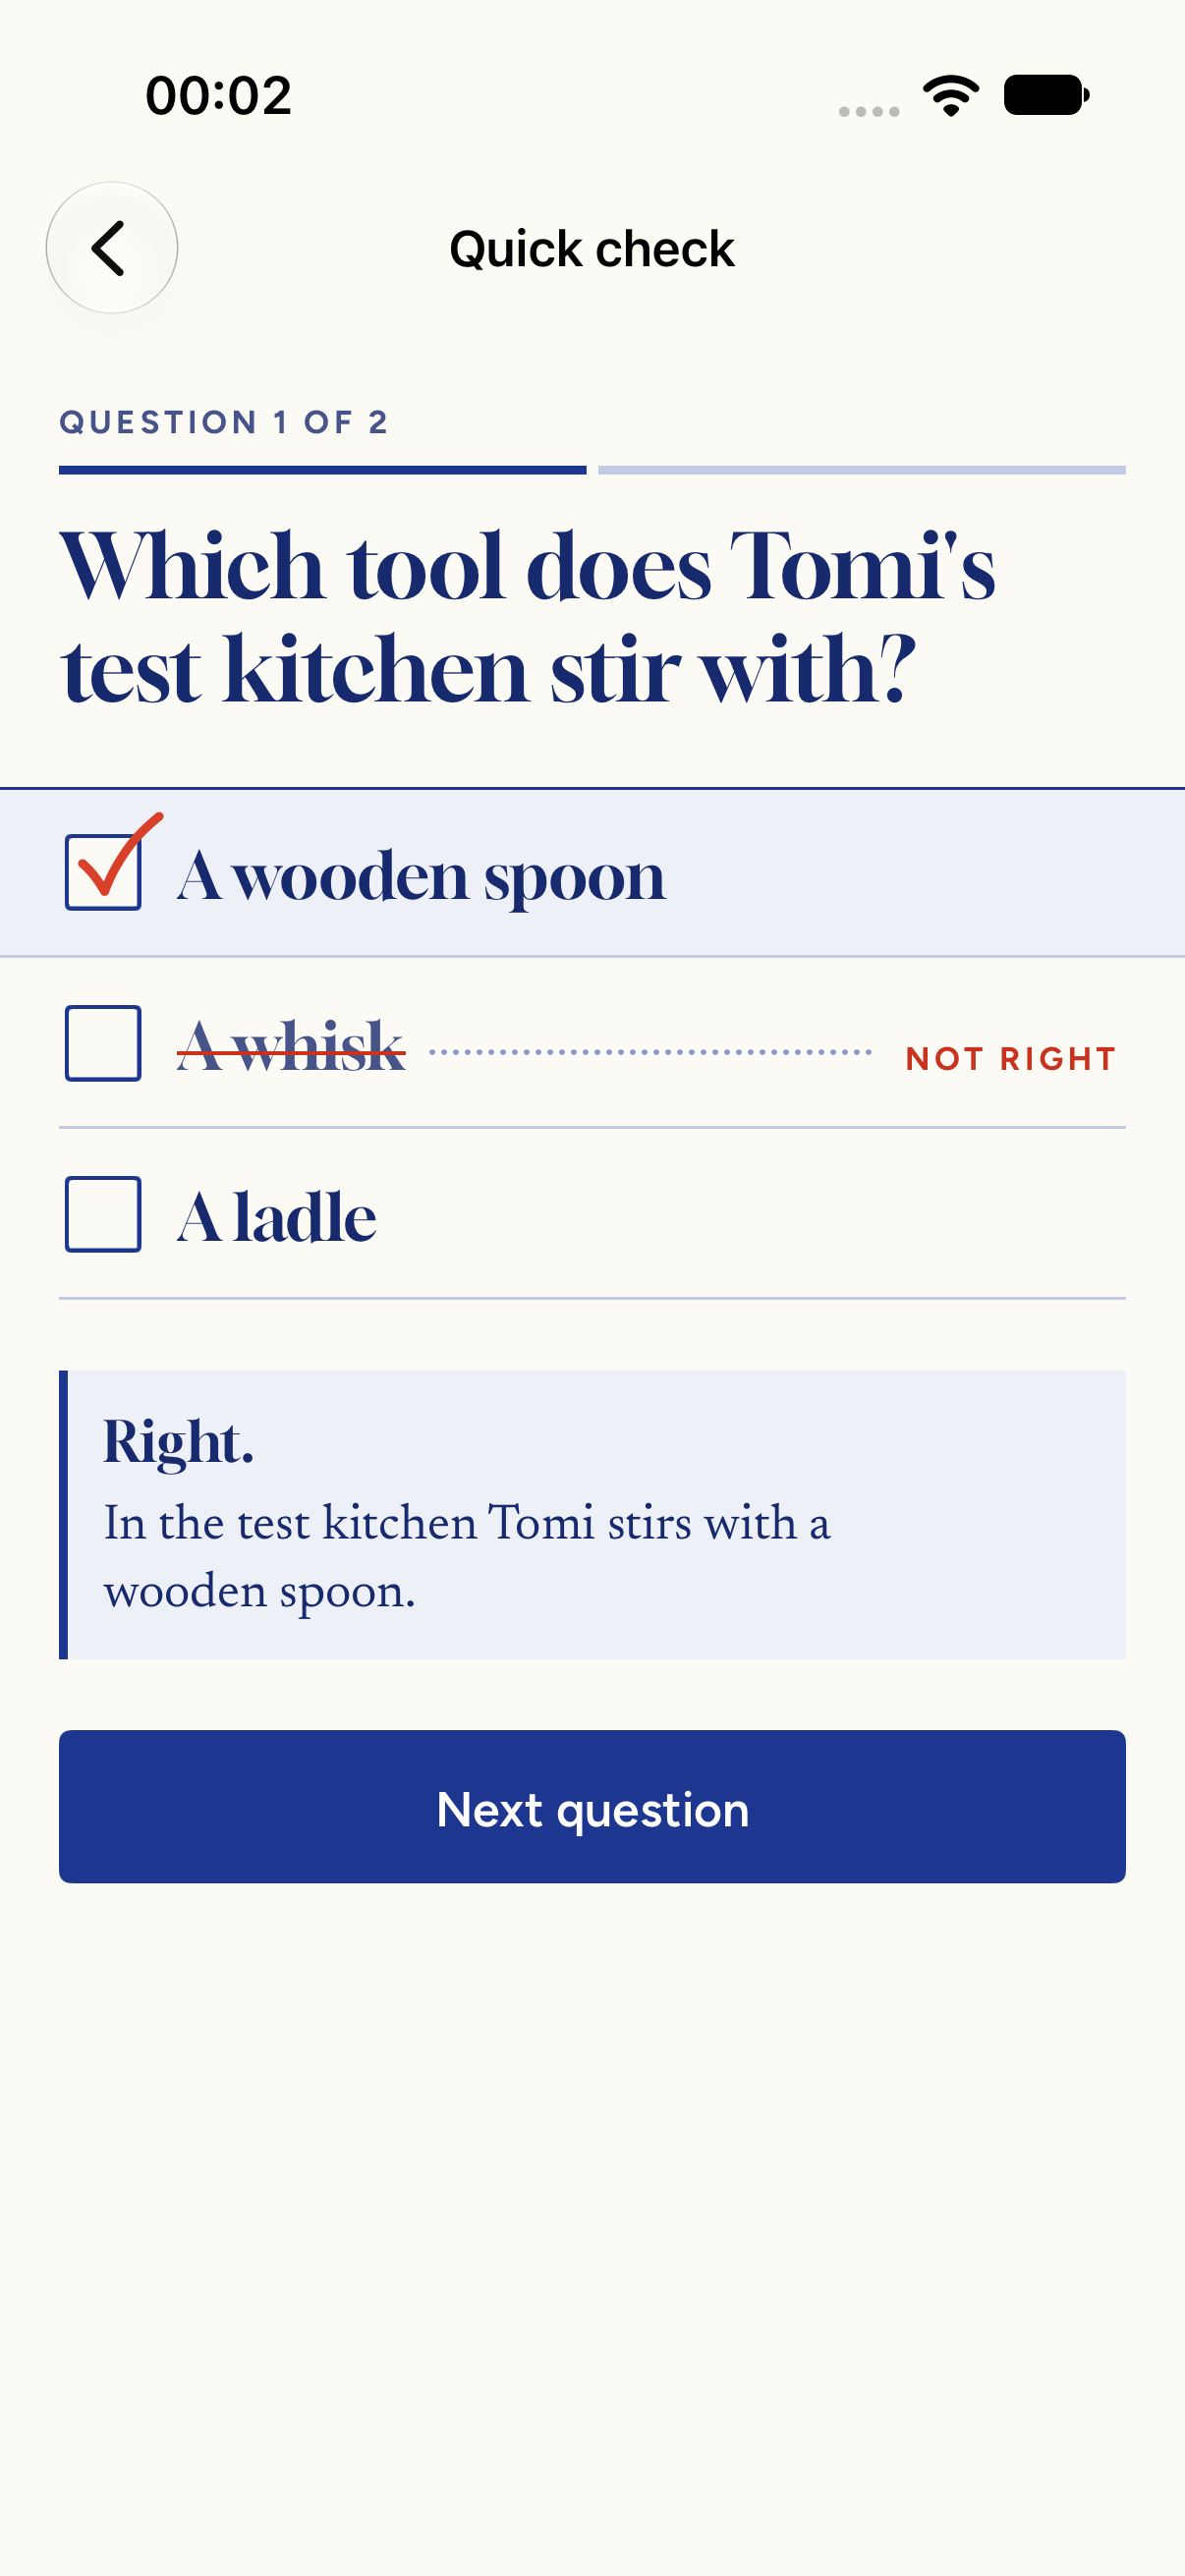 00:02
Quick check
QUESTION 1 OF 2
Which tool does Tomi's
test kitchen stir with?
A wooden spoon
A whisk NOT RIGHT
A ladle
Right.
In the test kitchen Tomi stirs with a
wooden spoon.
Next question